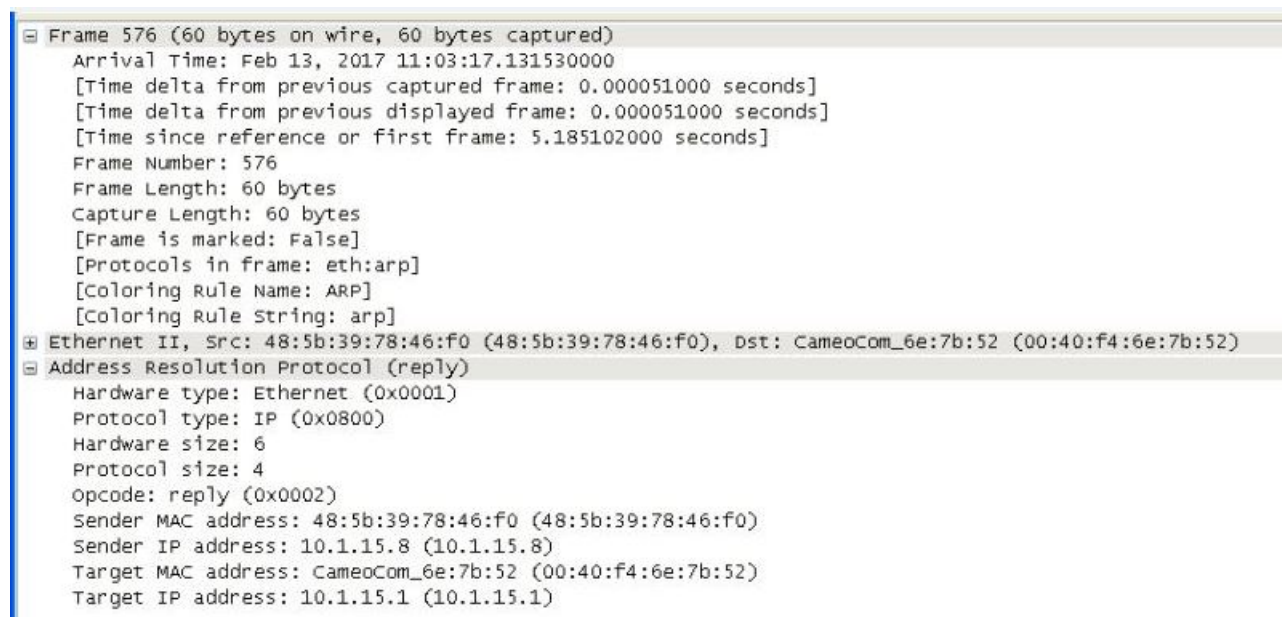 Frame 576 (60 bytes on wire, 60 bytes captured)
Arrival Time: Feb 13, 2017 11:03:17.131530000
[Time delta from previous captured frame: 0.000051000 seconds]
[Time delta from previous displayed frame: 0.000051000 seconds]
[Time since reference or first frame: 5.185102000 seconds]
Frame Number: 576
Frame Length: 60 bytes
Capture Length: 60 bytes
[Frame is marked: False]
[Protocols in frame: eth:arp]
[Coloring Rule Name: ARP]
[Coloring Rule String: arp]
Ethernet II, Src: 48:5b:39:78:46:f0 (48:5b:39:78:46:f0), Dst: CameoCom_6e:7b:52 (00:40:f4:6e:7b:52)
Address Resolution Protocol (reply)
Hardware type: Ethernet (0x0001)
Protocol type: IP (0x0800)
Hardware size: 6
Protocol size: 4
Opcode: reply (0x0002)
Sender MAC address: 48:5b:39:78:46:f0 (48:5b:39:78:46:f0)
Sender IP address: 10.1.15.8 (10.1.15.8)
Target MAC address: CameoCom_6e:7b:52 (00:40:f4:6e:7b:52)
Target IP address: 10.1.15.1 (10.1.15.1)